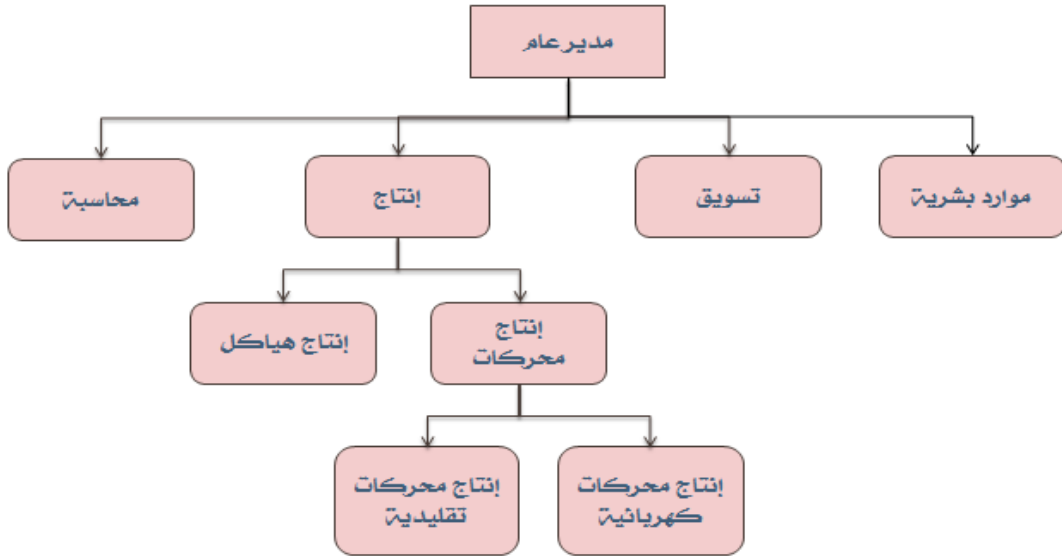 مدير عام
موارد بشرية
تسويق
إنتاج
محاسبة
إنتاج
محركات
إنتاج هياكل
إنتاج محركات
كهربائية
إنتاج محركات
تقليدية